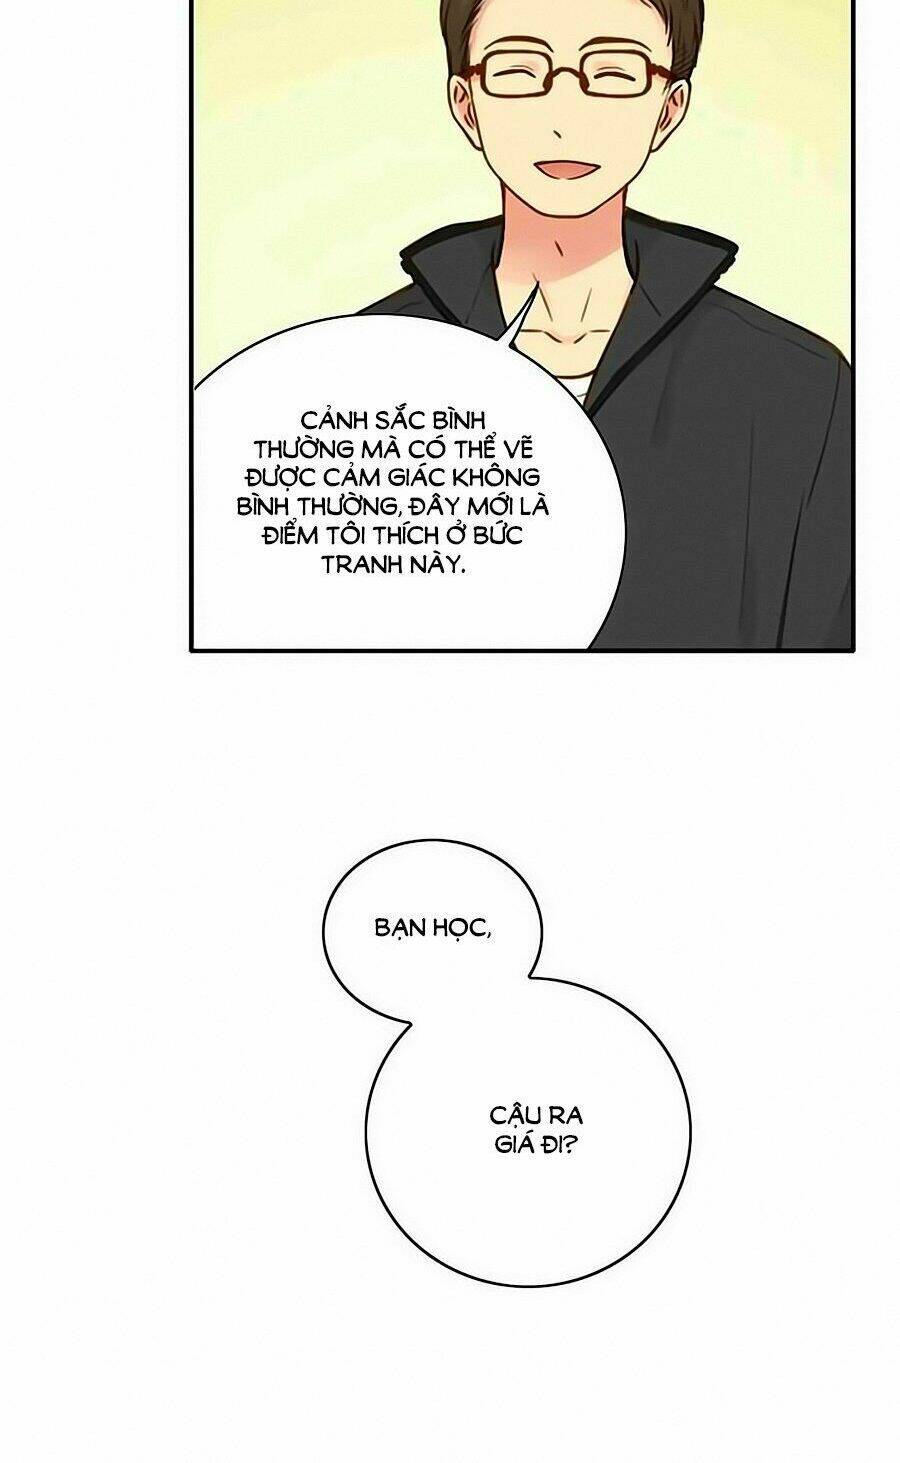 CẢNH SẮC BÌNH
THƯỜNG MÀ CÓ THỂ VẼ
ĐƯỢC CẢM GIÁC KHÔNG
BÌNH THƯỜNG, ĐÂY MỚI LÀ
ĐIỂM TÔI THÍCH Ở BỨC
TRANH NÀY.
BẠN HỌC,
CẬU RA
GIÁ ĐI?